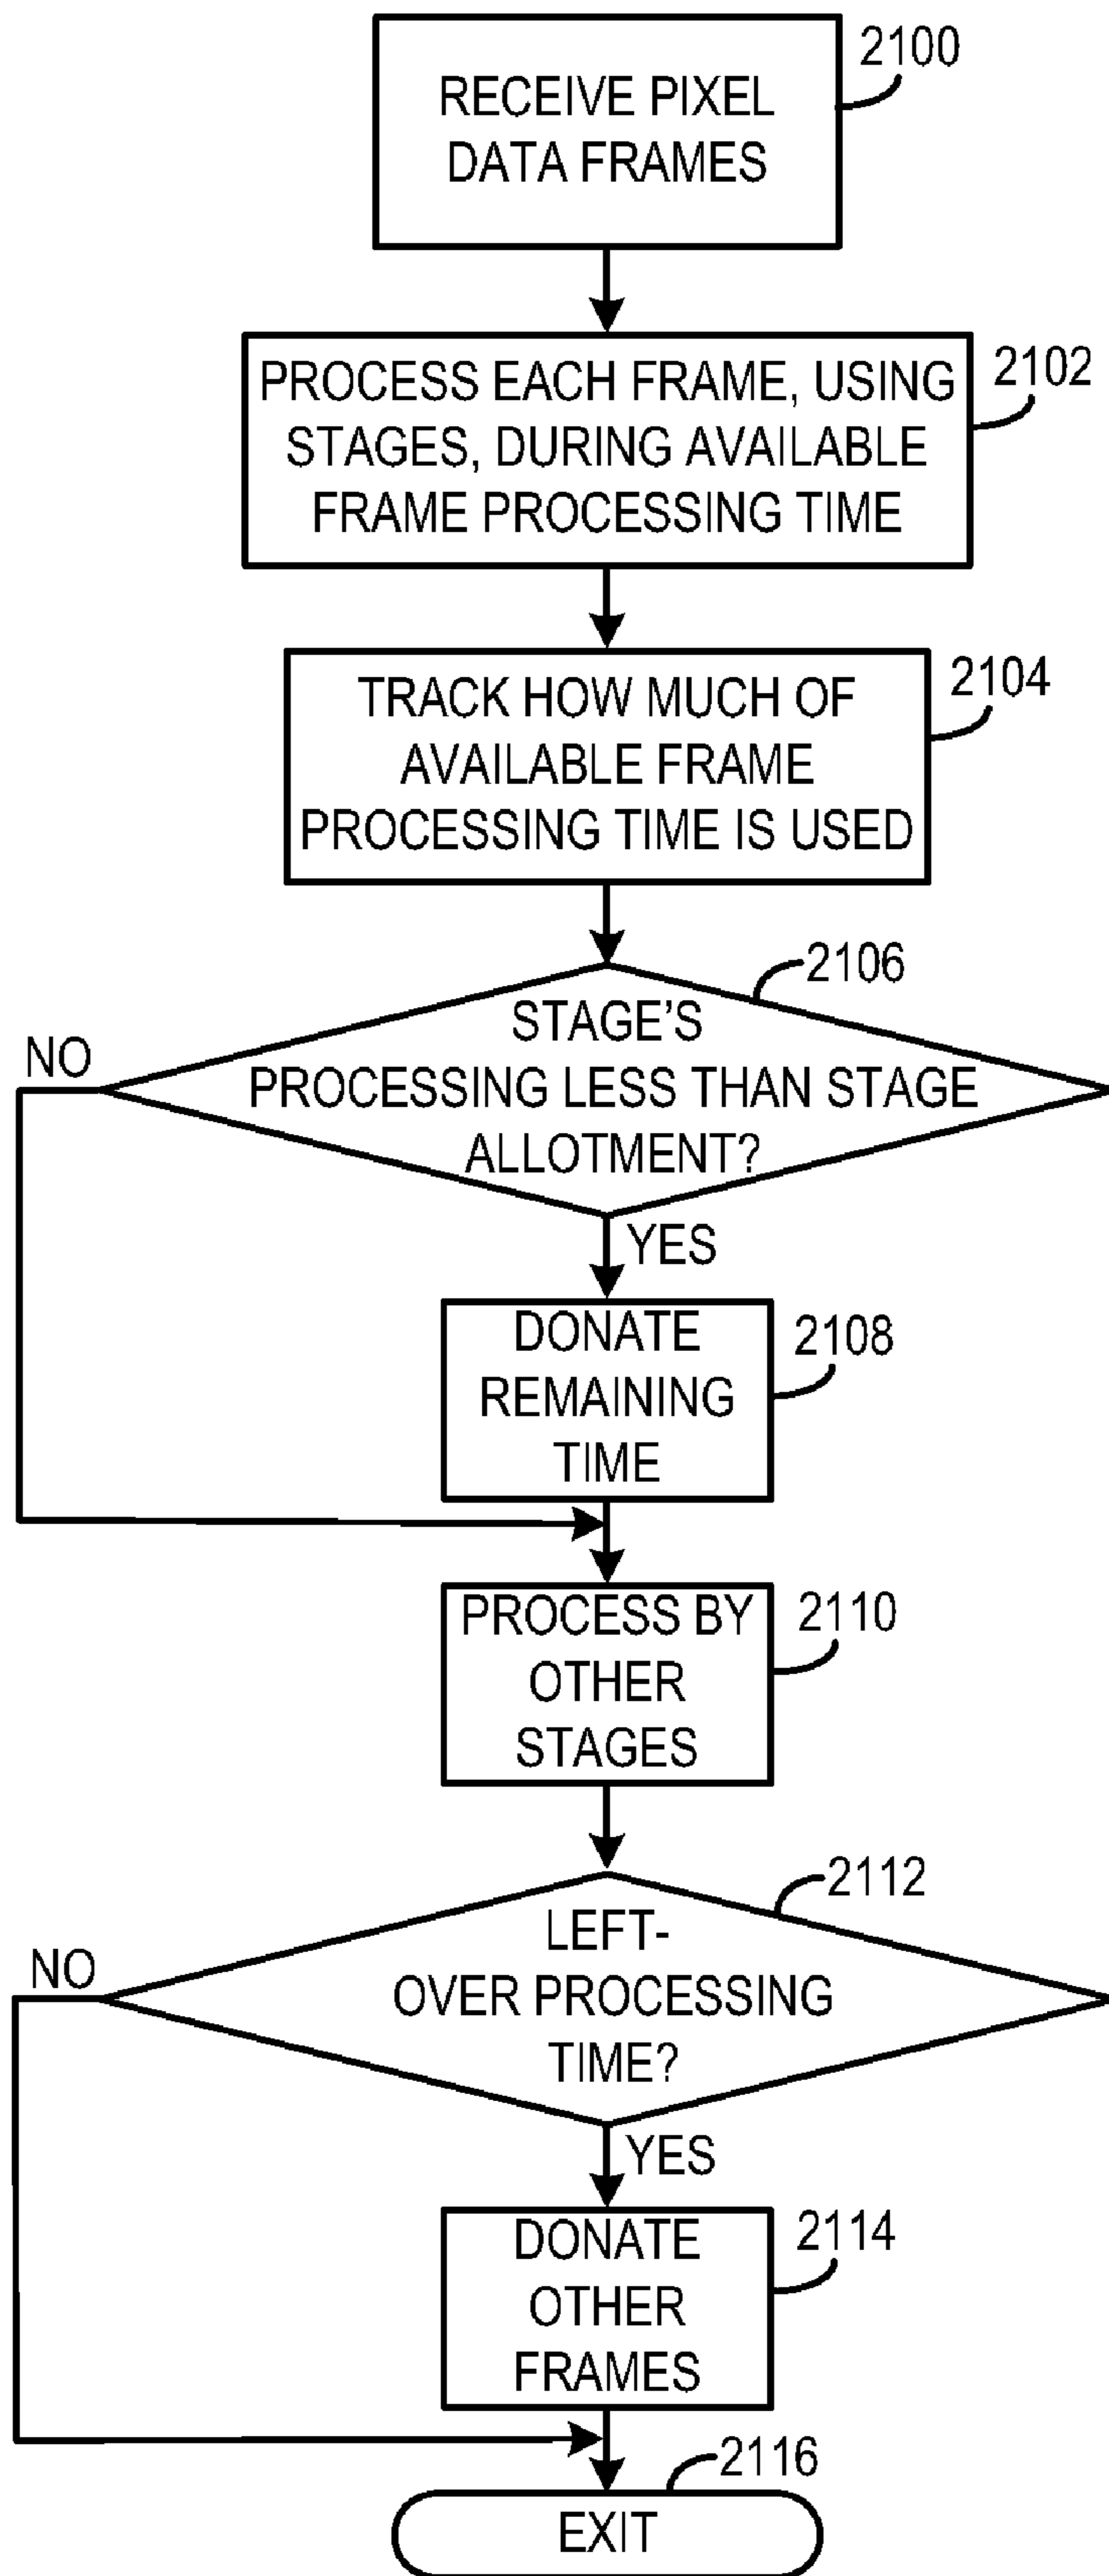 2100
RECEIVE PIXEL
DATA FRAMES
2102
PROCESS EACH FRAME, USING
STAGES, DURING AVAILABLE
FRAME PROCESSING TIME
2104
TRACK HOW MUCH OF
AVAILABLE FRAME
PROCESSING TIME IS USED
2106
STAGE'S
PROCESSING LESS THAN STAGE
ALLOTMENT?
NO
YES
DONATE
REMAINING
TIME
2108
PROCESS BY
OTHER
STAGES
2110
2112
LEFT-
OVER PROCESSING
TIME?
NO
YES
DONATE
OTHER
FRAMES
2114
2116
EXIT